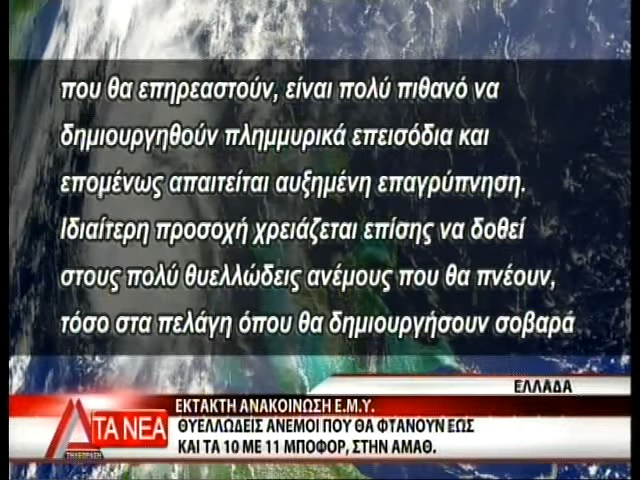 που θα επηρεαστούν, είναι πολύ πιθανό να
δημιουργηθούν πλημμυρικά επεισόδια και
επομένως απαιτείται αυξημένη επαγρύπνηση.
Ιδιαίτερη προσοχή χρειάζεται επίσης να δοθεί
στους πολύ θυελλώδεις ανέμους που θα πνέουν,
τόσο στα πελάγη όπου θα δημιουργήσουν σοβαρά
ΕΛΛΑΔΑ
ΕΚΤΑΚΤΗ ΑΝΑΚΟΙΝΩΣΗ Ε.Μ.Υ.
ΤΑ ΝΕΑ
ΤΗΛΕΟΡΑΣΗ
ΘΥΕΛΛΩΔΕΙΣ ΑΝΕΜΟΙ ΠΟΥ ΘΑ ΦΤΑΝΟΥΝ ΕΩΣ
ΚΑΙ ΤΑ 10 ΜΕ 11 ΜΠΟΦΟΡ, ΣΤΗΝ ΑΜΑΘ.